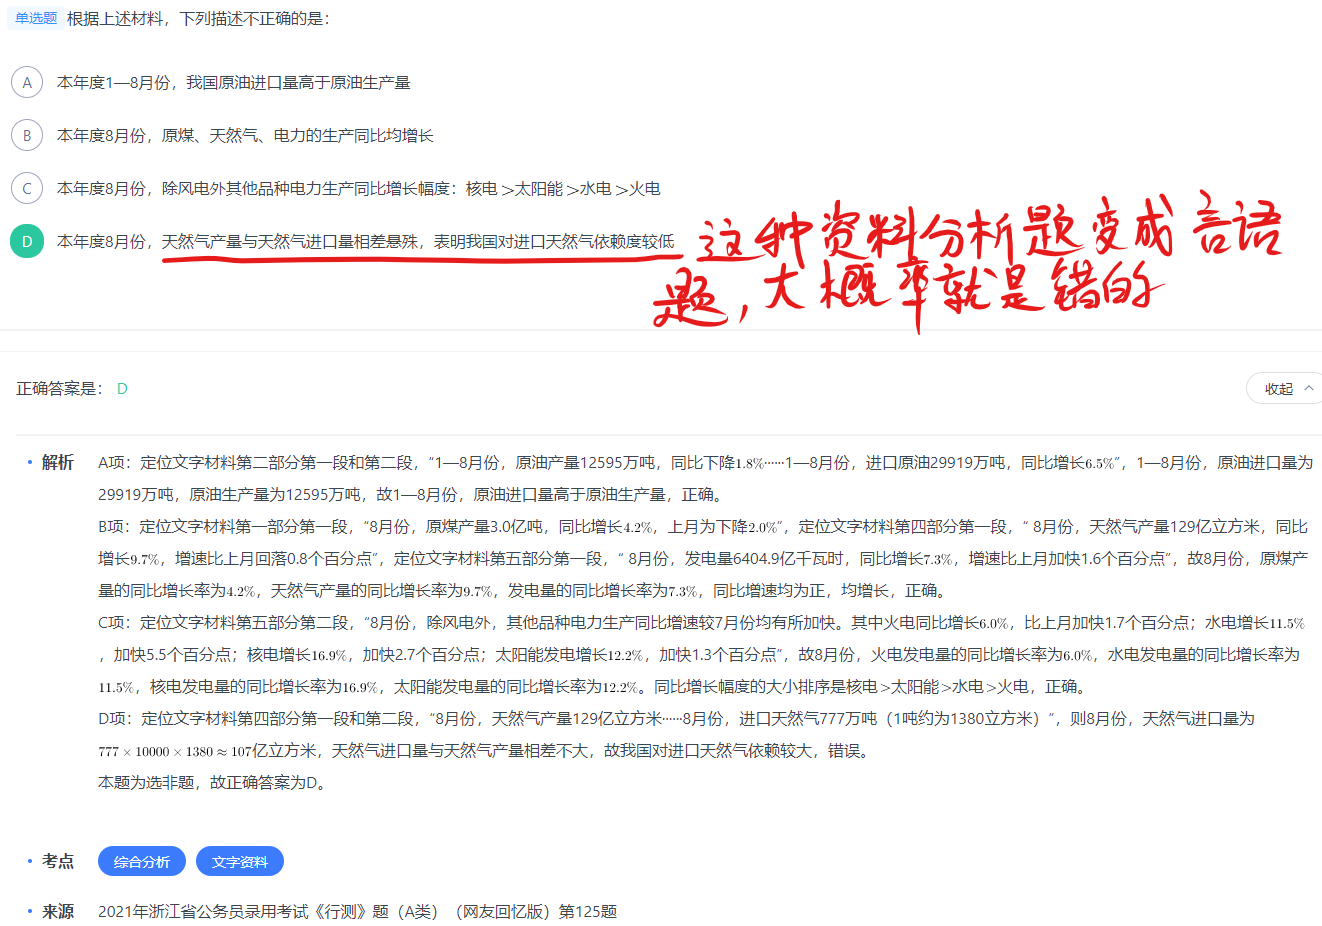 单选题 根据上述材料，下列描述不正确的是：
A 本年度1—8月份，我国原油进口量高于原油生产量
B 本年度8月份，原煤、天然气、电力的生产同比均增长
C 本年度8月份，除风电外其他品种电力生产同比增长幅度：核电＞太阳能＞水电＞火电
D 本年度8月份，天然气产量与天然气进口量相差悬殊，表明我国对进口天然气依赖度较低
这种资料分析题变成言语
题，大概率就是错的
正确答案是： D
收起
解析 A项：定位文字材料第二部分第一段和第二段，“1—8月份，原油产量12595万吨，同比下降1.8%······1—8月份，进口原油29919万吨，同比增长6.5%”，1—8月份，原油进口量为
29919万吨，原油生产量为12595万吨，故1—8月份，原油进口量高于原油生产量，正确。
B项：定位文字材料第一部分第一段，“8月份，原煤产量3.0亿吨，同比增长4.2%，上月为下降2.0%”，定位文字材料第四部分第一段，“ 8月份，天然气产量129亿立方米，同比
增长9.7%，增速比上月回落0.8个百分点”，定位文字材料第五部分第一段，“ 8月份，发电量6404.9亿千瓦时，同比增长7.3%，增速比上月加快1.6个百分点”，故8月份，原煤产
量的同比增长率为4.2%，天然气产量的同比增长率为9.7%，发电量的同比增长率为7.3%，同比增速均为正，均增长，正确。
C项：定位文字材料第五部分第二段，“8月份，除风电外，其他品种电力生产同比增速较7月份均有所加快。其中火电同比增长6.0%，比上月加快1.7个百分点；水电增长11.5%
，加快5.5个百分点；核电增长16.9%，加快2.7个百分点；太阳能发电增长12.2%，加快1.3个百分点”，故8月份，火电发电量的同比增长率为6.0%，水电发电量的同比增长率为
11.5%，核电发电量的同比增长率为16.9%，太阳能发电量的同比增长率为12.2%。同比增长幅度的大小排序是核电＞太阳能＞水电＞火电，正确。
D项：定位文字材料第四部分第一段和第二段，“8月份，天然气产量129亿立方米······8月份，进口天然气777万吨（1吨约为1380立方米）”，则8月份，天然气进口量为
777 × 10000 × 1380 ≈ 107亿立方米，天然气进口量与天然气产量相差不大，故我国对进口天然气依赖较大，错误。
本题为选非题，故正确答案为D。
考点 综合分析 文字资料
来源 2021年浙江省公务员录用考试《行测》题（A类）（网友回忆版）第125题